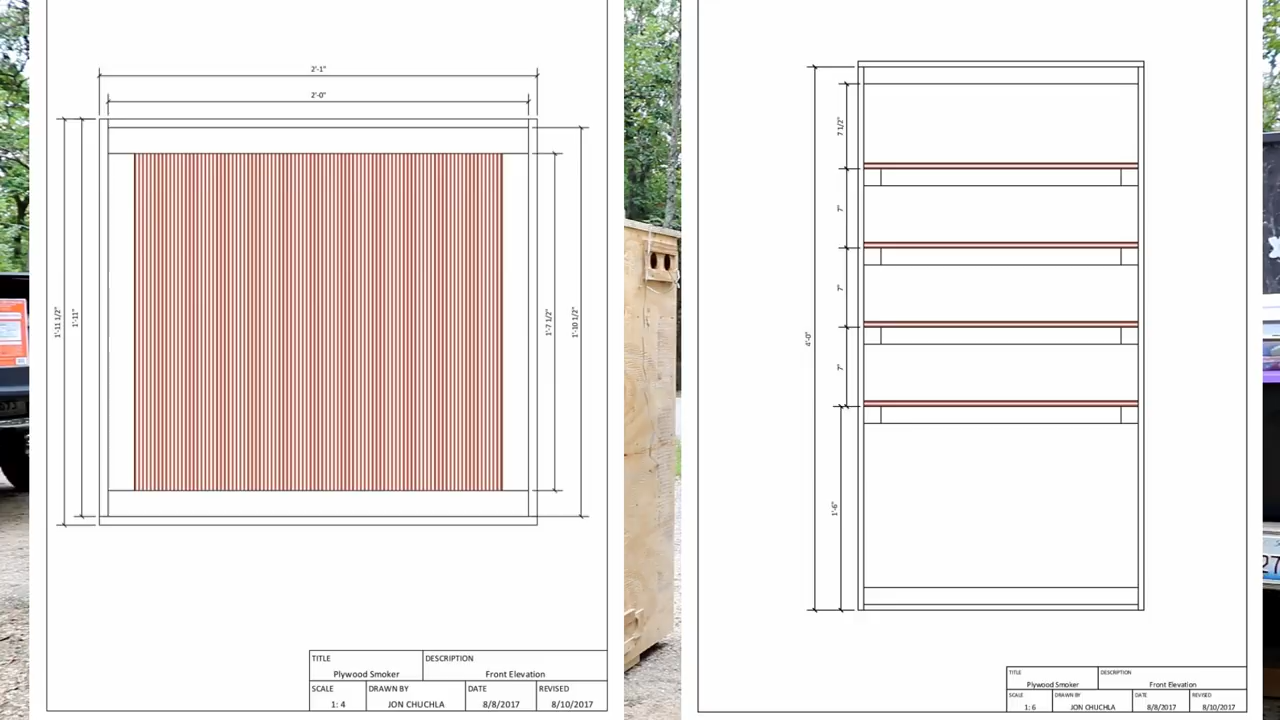 2'-1"
2'-0"
1'-11 1/2"
1'-11"
1'-7 1/2"
1'-10 1/2"
TITLE
Plywood Smoker
DESCRIPTION
Front Elevation
SCALE
1: 4
DRAWN BY
JON CHUCHLA
DATE
8/8/2017
REVISED
8/10/2017
7 1/2"
7"
7"
7"
4'-0"
1'-6"
TITLE
Plywood Smoker
DESCRIPTION
Front Elevation
SCALE
1: 6
DRAWN BY
JON CHUCHLA
DATE
8/8/2017
REVISED
8/10/2017
27